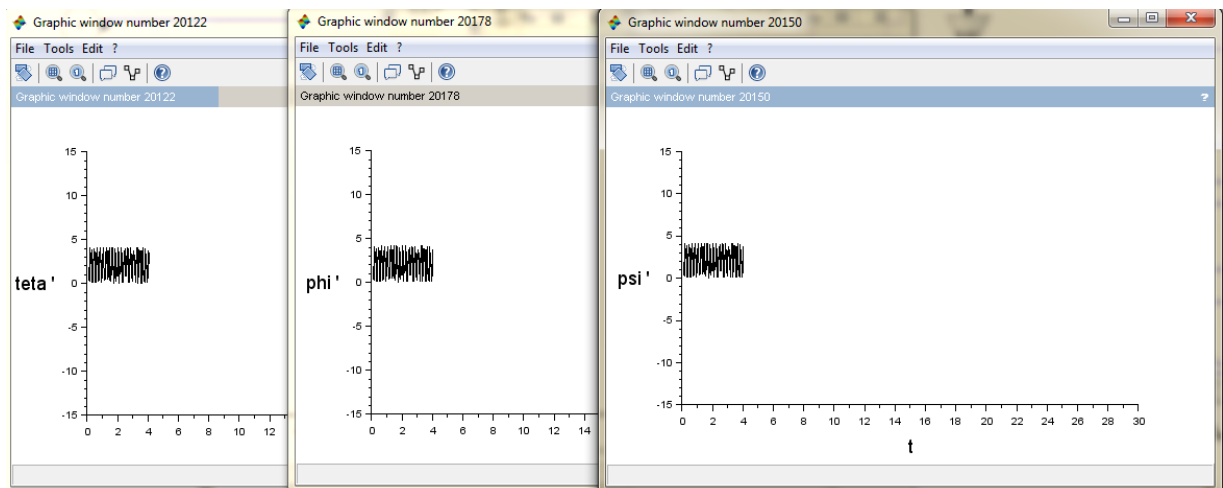 Graphic window number 20122
File Tools Edit ?
Graphic window number 20122
15
10
5
teta '
0
-5
-10
-15
0 2 4 6 8 10 12
Graphic window number 20178
File Tools Edit ?
Graphic window number 20178
15
10
5
phi '
0
-5
-10
-15
0 2 4 6 8 10 12 14
Graphic window number 20150
File Tools Edit ?
Graphic window number 20150 ?
15
10
5
psi '
0
-5
-10
-15
0 2 4 6 8 10 12 14 16 18 20 22 24 26 28 30
t